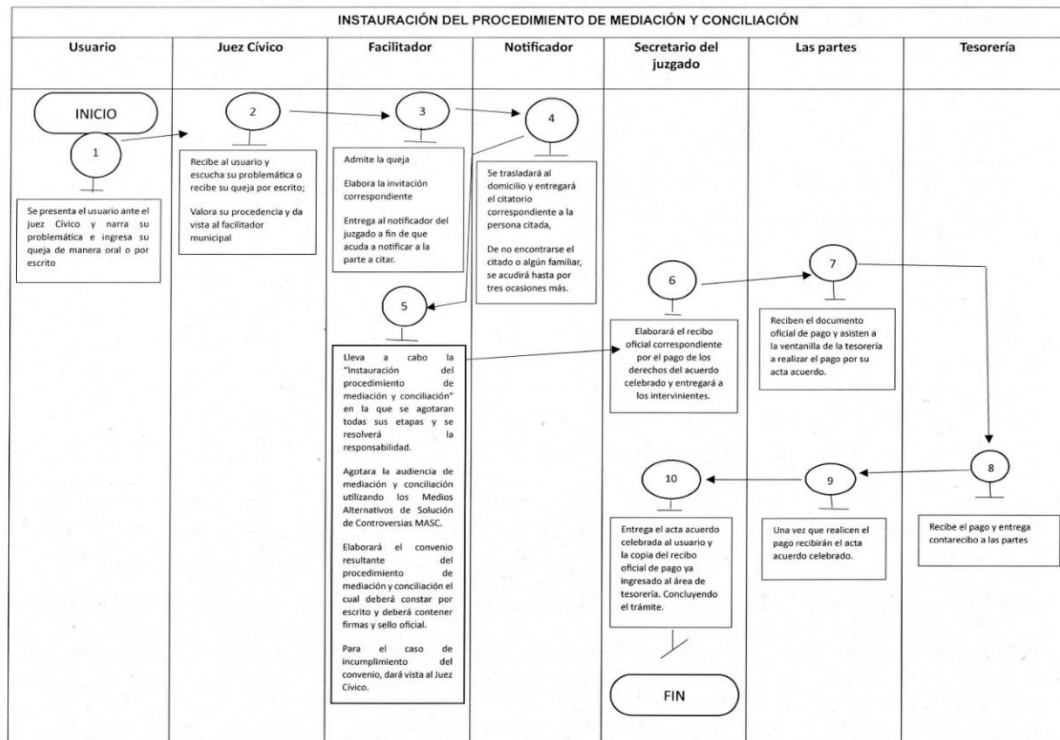 INSTAURACIÓN DEL PROCEDIMIENTO DE MEDIACIÓN Y CONCILIACIÓN
Usuario
Juez Cívico
Facilitador
Notificador
Secretario del
juzgado
Las partes
Tesorería
INICIO
1
Se presenta el usuario ante el
juez Cívico y narra su
problemática e ingresa su
queja de manera oral o por
escrito
2
Recibe al usuario y
escucha su problemática o
recibe su queja por escrito;
Valora su procedencia y da
vista al facilitador
municipal
3
Admite la queja
Elabora la invitación
correspondiente
Entrega al notificador del
juzgado a fin de que
acuda a notificar a la
parte a citar.
4
Se trasladará al
domicilio y entregará
el citatorio
correspondiente a la
persona citada,
De no encontrarse el
citado o algún familiar,
se acudirá hasta por
tres ocasiones más.
5
Lleva a cabo la
“Instauración del
procedimiento de
mediación y conciliación”
en la que se agotaran
todas sus etapas y se
resolverá la
responsabilidad.
Agotara la audiencia de
mediación y conciliación
utilizando los Medios
Alternativos de Solución
de Controversias MASC.
Elaborará el convenio
resultante del
procedimiento de
mediación y conciliación el
cual deberá constar por
escrito y deberá contener
firmas y sello oficial.
Para el caso de
incumplimiento del
convenio, dará vista al Juez
Cívico.
6
Elaborará el recibo
oficial correspondiente
por el pago de los
derechos del acuerdo
celebrado y entregará a
los intervinientes.
7
Reciben el documento
oficial de pago y asisten a
la ventanilla de la tesorería
a realizar el pago por su
acta acuerdo.
8
Recibe el pago y entrega
contarecibo a las partes
9
Una vez que realicen el
pago recibirán el acta
acuerdo celebrado.
10
Entrega el acta acuerdo
celebrada al usuario y
la copia del recibo
oficial de pago ya
ingresado al área de
tesorería. Concluyendo
el trámite.
FIN